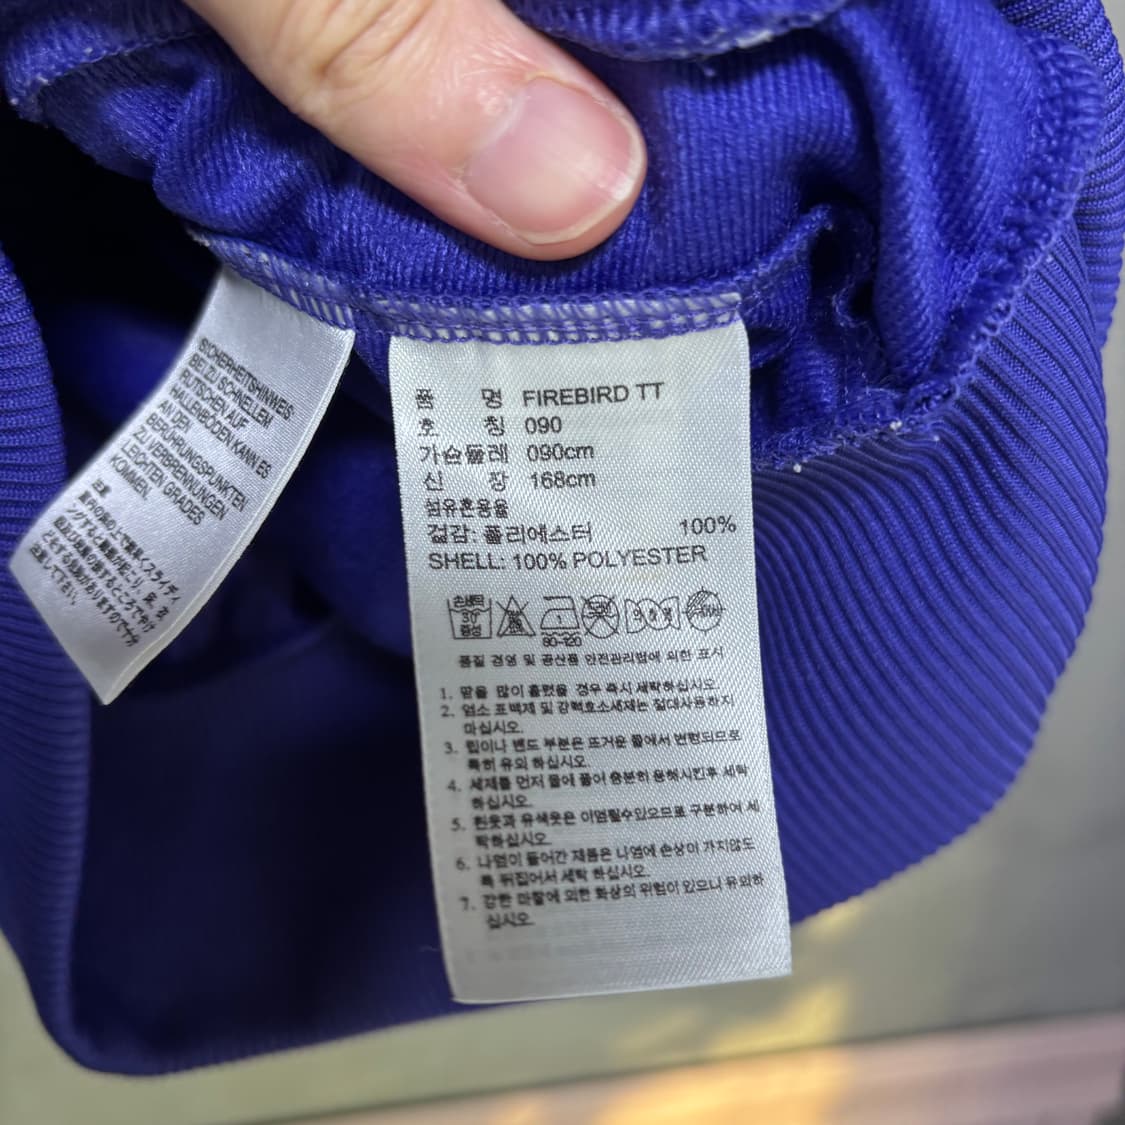 SICHERHEITSHINWEIS:
BEI ZU SCHNELLEM
RUTSCHEN AUF
HALLENBÖDEN KANN ES
AN DEN
BERÜHRUNGSPUNKTEN
ZU VERBRENNUNGEN
LEICHTEN GRADES
KOMMEN.
注意
품 명 FIREBIRD TT
호 칭 090
가슴둘레 090cm
신 장 168cm
섬유혼용율
겉감: 폴리에스터 100%
SHELL: 100% POLYESTER
손세탁
30
중성
80-120
품질 경영 및 공산품 안전관리법에 의한 표시
1. 땀을 많이 흘렸을 경우 즉시 세탁하십시오.
2. 염소 표백제 및 강력효소세제는 절대사용하지
마십시오.
3. 립이나 밴드 부분은 뜨거운 물에서 변형되므로
특히 유의 하십시오.
4. 세제를 먼저 물에 풀어 충분히 용해시킨후 세탁
하십시오.
5. 흰옷과 유색옷은 이염될수있으므로 구분하여 세
탁하십시오.
6. 나염이 들어간 제품은 나염에 손상이 가지않도
록 뒤집어서 세탁 하십시오.
7. 강한 마찰에 의한 화상의 위험이 있으니 유의하
십시오.